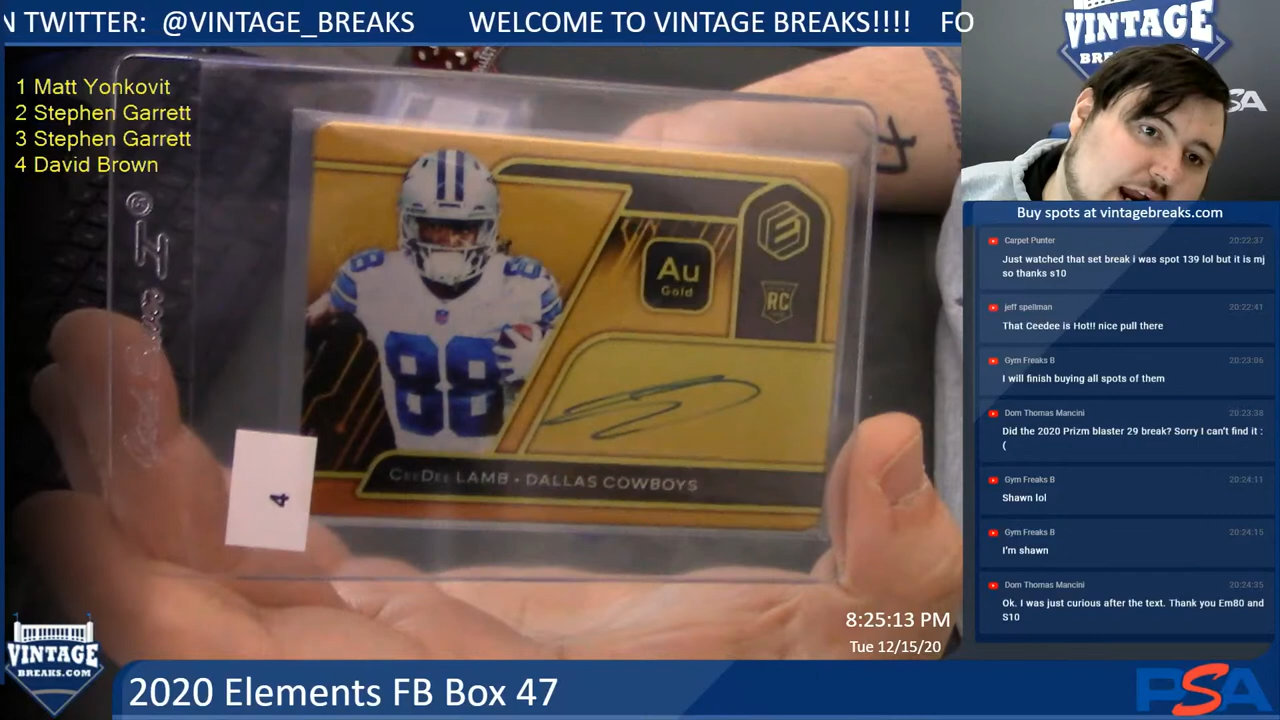 N TWITTER: @VINTAGE_BREAKS WELCOME TO VINTAGE BREAKS!!!! FO
VINTAGE
1 Matt Yonkovit
2 Stephen Garrett
3 Stephen Garrett
4 David Brown
88
88
Au
Gold
RC
CEEDEE LAMB • DALLAS COWBOYS
4
Buy spots at vintagebreaks.com
Carpet Punter 20:22:37
Just watched that set break i was spot 139 lol but it is mj
so thanks s10
jeff spellman 20:22:41
That Ceedee is Hot!! nice pull there
Gym Freaks B 20:23:06
I will finish buying all spots of them
Dom Thomas Mancini 20:23:38
Did the 2020 Prizm blaster 29 break? Sorry I can't find it :
(
Gym Freaks B 20:24:11
Shawn lol
Gym Freaks B 20:24:15
I'm shawn
Dom Thomas Mancini 20:24:35
Ok. I was just curious after the text. Thank you Em80 and
S10
8:25:13 PM
Tue 12/15/20
VINTAGE
BREAKS.COM
2020 Elements FB Box 47
PSA